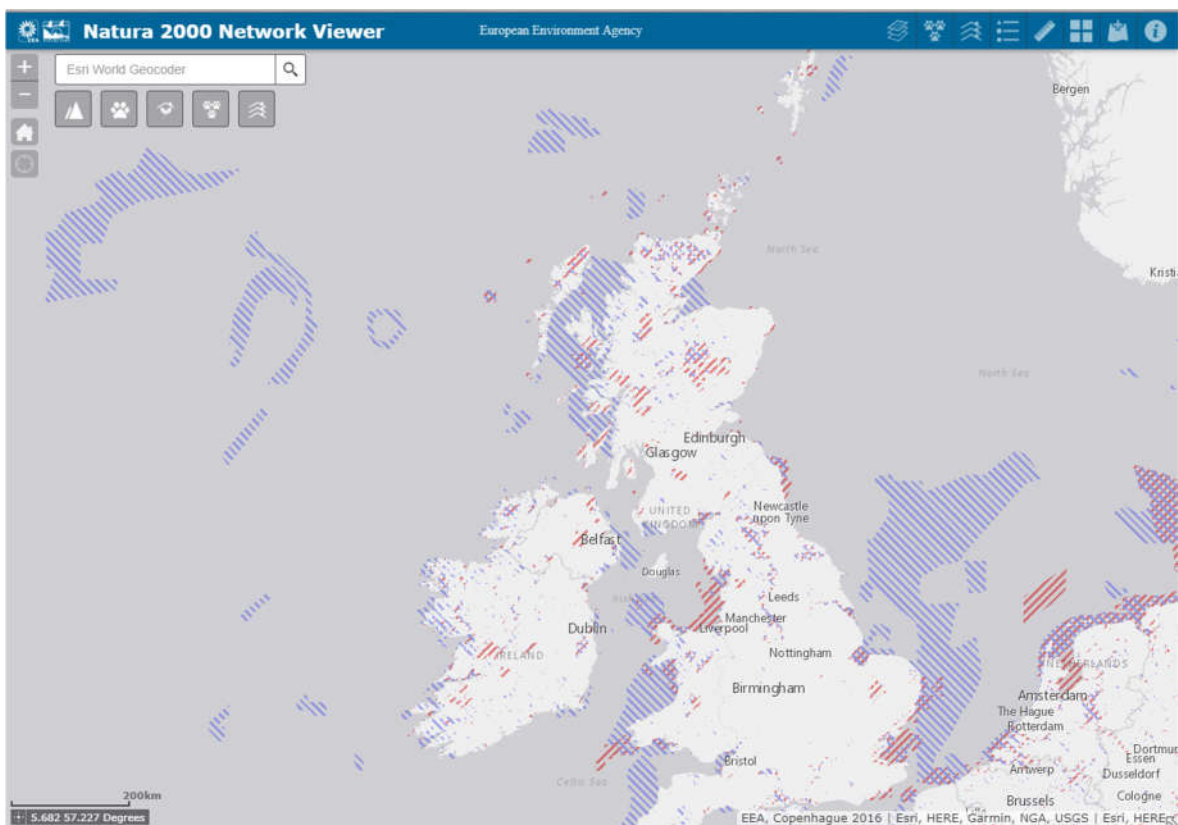 Natura 2000 Network Viewer
European Environment Agency
EEA
Esri World Geocoder
Bergen
North Sea
Kristia
North Sea
Edinburgh
Glasgow
Newcastle
upon Tyne
UNITED
KINGDOM
Belfast
Douglas
Leeds
Manchester
Liverpool
Dublin
Nottingham
IRELAND
NETHERLANDS
Birmingham
Amsterdam
The Hague
Rotterdam
Dortmun
Essen
Bristol
Antwerp
Dusseldorf
Celtic Sea
Brussels
Cologne
200km
5.682 57.227 Degrees
EEA, Copenhague 2016 | Esri, HERE, Garmin, NGA, USGS | Esri, HERE